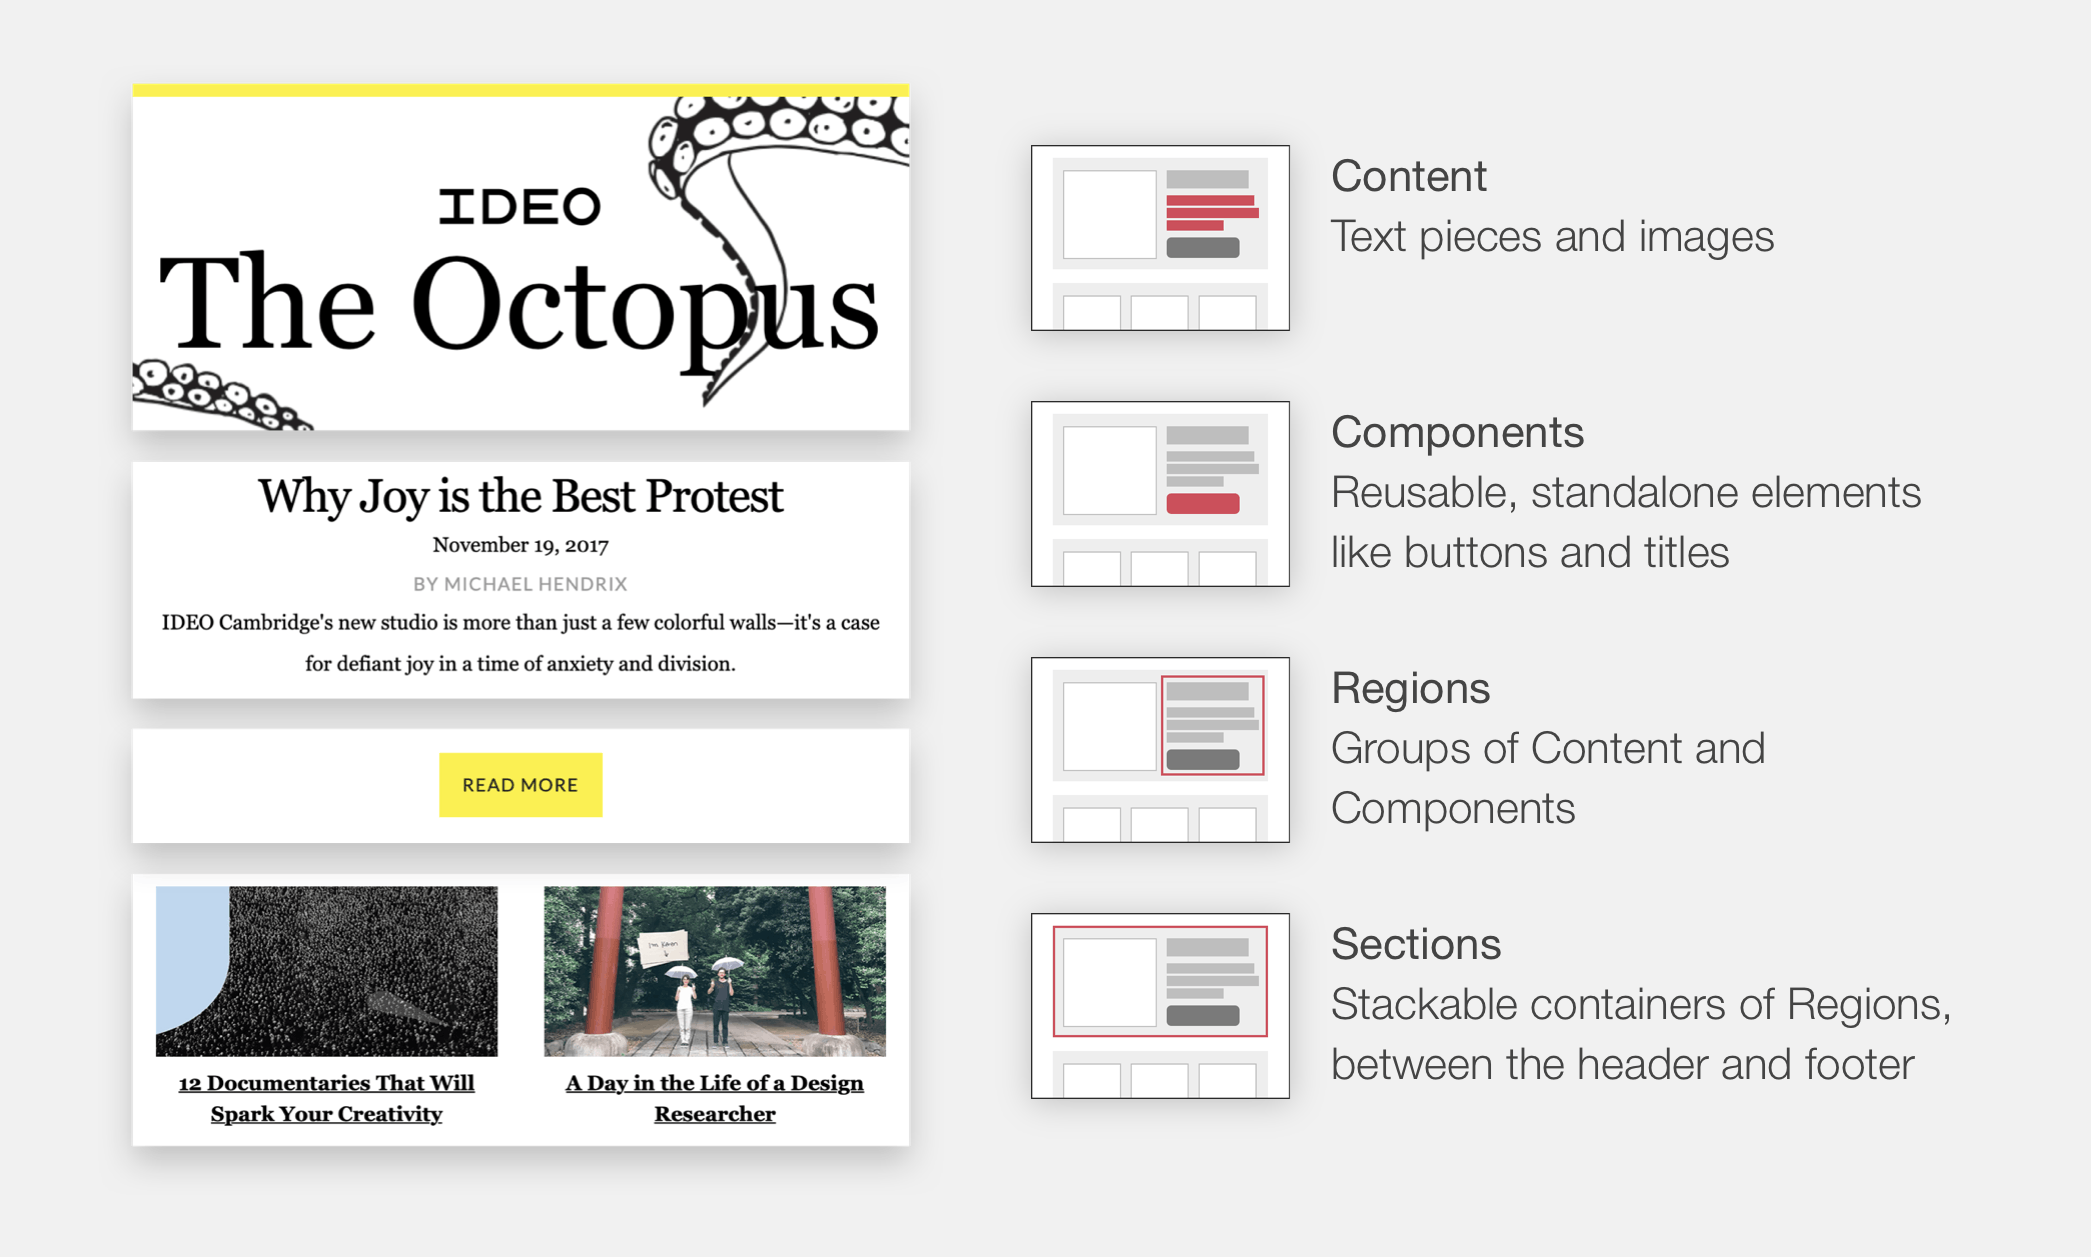 IDEO
The Octopus
Why Joy is the Best Protest
November 19, 2017
BY MICHAEL HENDRIX
IDEO Cambridge's new studio is more than just a few colorful walls—it's a case
for defiant joy in a time of anxiety and division.
READ MORE
I'm Kawn
12 Documentaries That Will
Spark Your Creativity
A Day in the Life of a Design
Researcher
Content
Text pieces and images
Components
Reusable, standalone elements
like buttons and titles
Regions
Groups of Content and
Components
Sections
Stackable containers of Regions,
between the header and footer